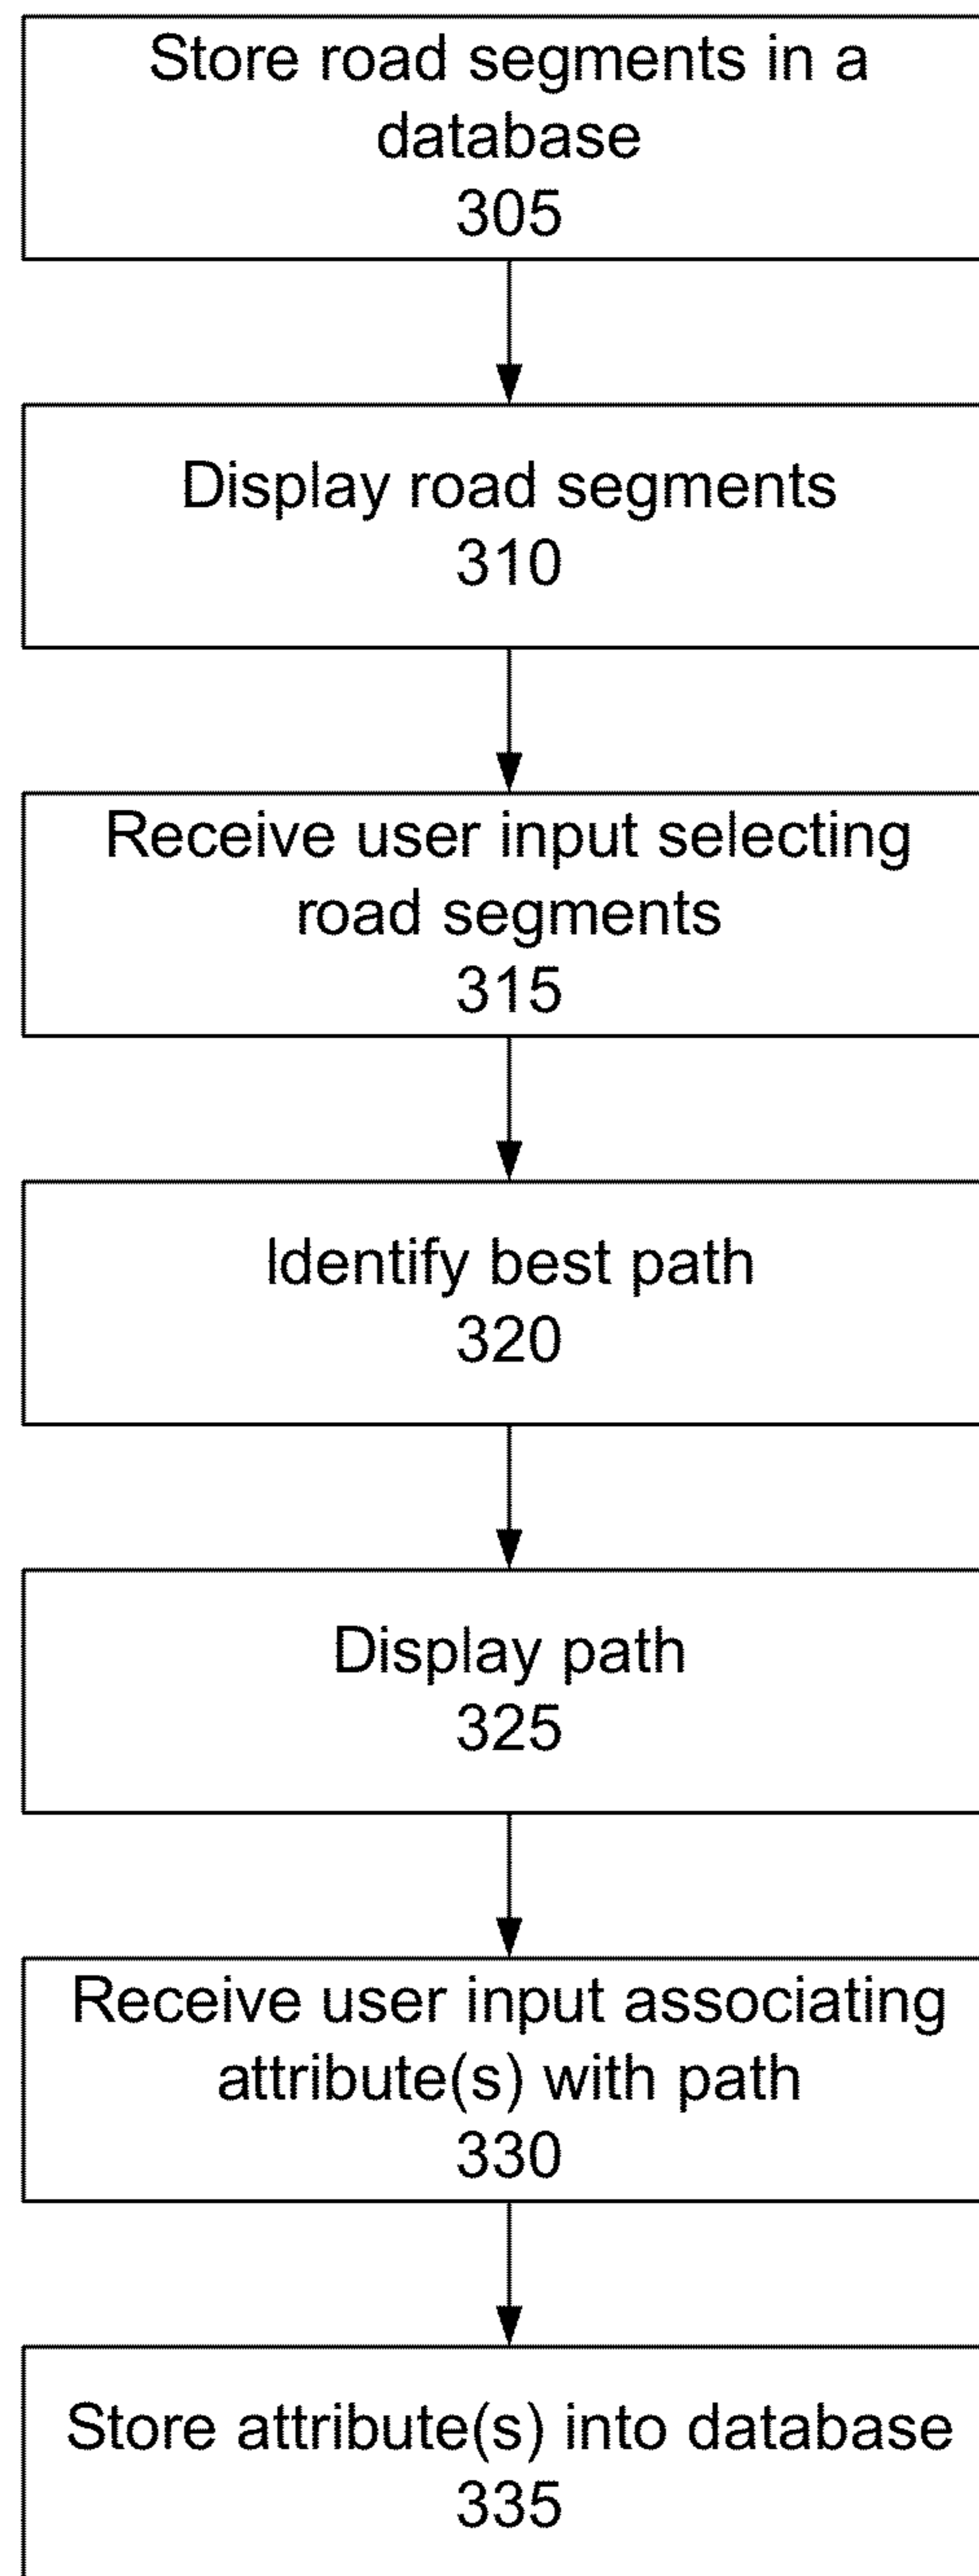 Store road segments in a
database
305
Display road segments
310
Receive user input selecting
road segments
315
Identify best path
320
Display path
325
Receive user input associating
attribute(s) with path
330
Store attribute(s) into database
335